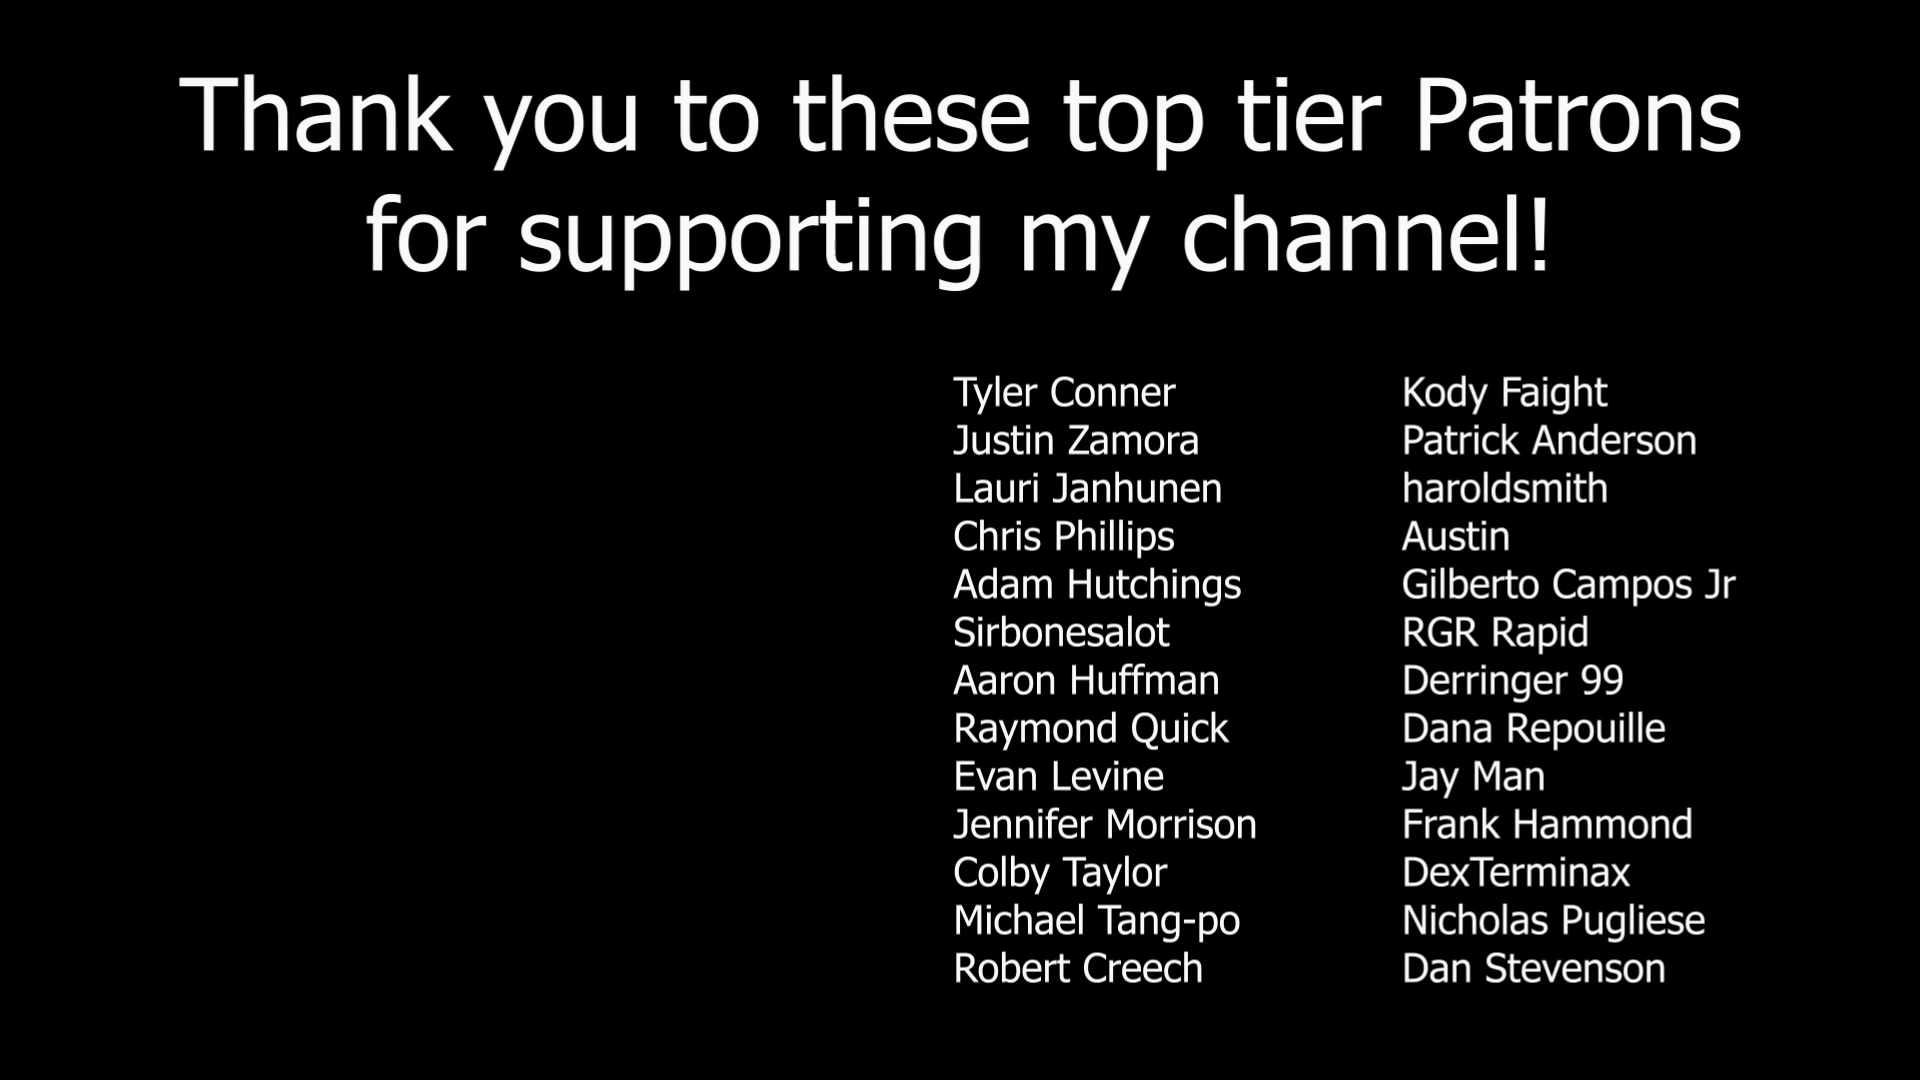 Thank you to these top tier Patrons
for supporting my channel!
Tyler Conner
Justin Zamora
Lauri Janhunen
Chris Phillips
Adam Hutchings
Sirbonesalot
Aaron Huffman
Raymond Quick
Evan Levine
Jennifer Morrison
Colby Taylor
Michael Tang-po
Robert Creech
Kody Faight
Patrick Anderson
haroldsmith
Austin
Gilberto Campos Jr
RGR Rapid
Derringer 99
Dana Repouille
Jay Man
Frank Hammond
DexTerminax
Nicholas Pugliese
Dan Stevenson